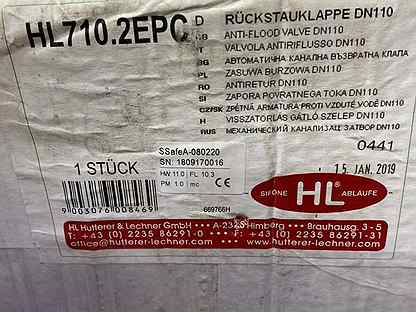 HL710.2EPC
D RÜCKSTAUKLAPPE DN110
GB ANTI-FLOOD VALVE DN110
I VALVOLA ANTIRIFLUSSO DN110
BG АВТОМАТИЧНА КАНАЛНА ВЪЗВРАТНА КЛАПА
PL ZASUWA BURZOWA DN110
RO ANTIRETUR DN110
SI ZAPORA POVRATNEGA TOKA DN110
CZ/SK ZPĚTNÁ ARMATURA PROTI VZDUTÉ VODĚ DN110
H VISSZATORLÁS GÁTLÓ SZELEP DN110
RUS МЕХАНИЧЕСКИЙ КАНАЛИЗАЦ. ЗАТВОР DN110
0441
15. JAN. 2019
1 STÜCK
SSafeA-080220
SN: 1809170016
HW 11.0 FL 10.3
PM 1.0 mc CE
9003076008469
669766H
SIFONE HL® ABLÄUFE
HL Hutterer & Lechner GmbH ••• A-2325 Himberg ••• Brauhausg. 3-5
T: +43 (0) 2235 86291-0 ••• F: +43 (0) 2235 86291-31
office@hutterer-lechner.com ••• www.hutterer-lechner.com